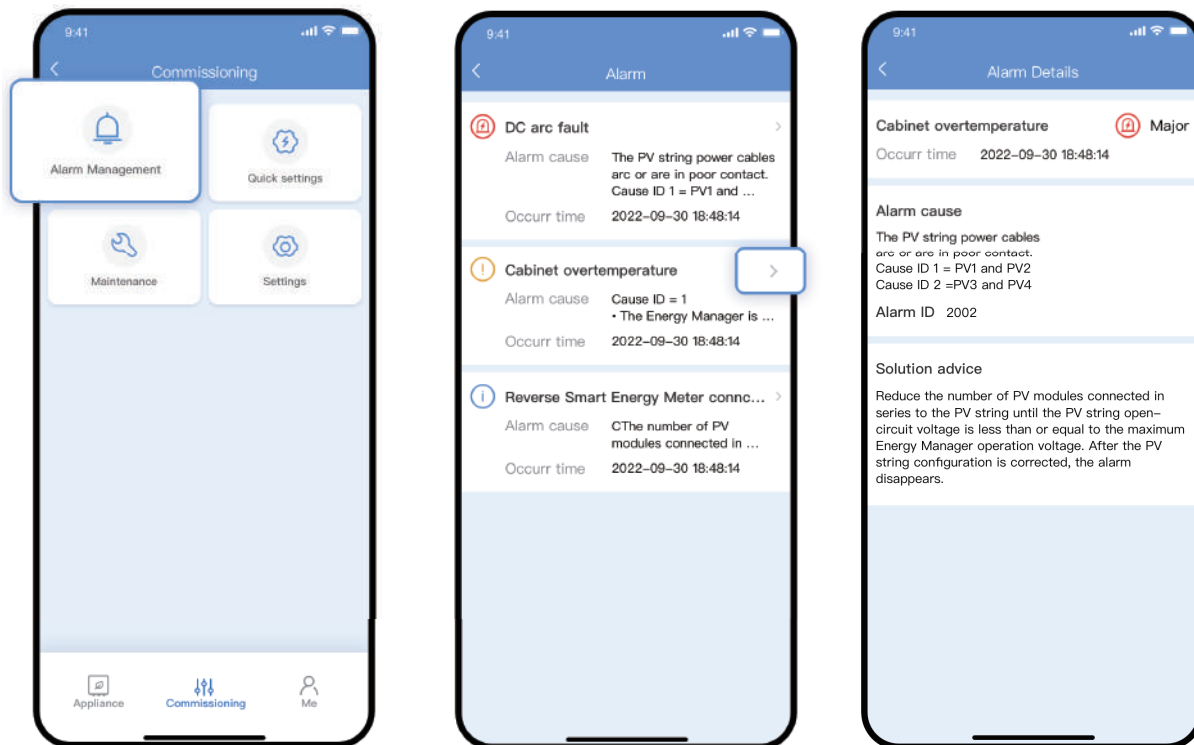 9:41
Commissioning
Alarm Management
Quick settings
Maintenance
Settings
Appliance
Commissioning
Me
9:41
Alarm
DC arc fault
Alarm cause
The PV string power cables
arc or are in poor contact.
Cause ID 1 = PV1 and ...
Occurr time
2022-09-30 18:48:14
Cabinet overtemperature
Alarm cause
Cause ID = 1
• The Energy Manager is ...
Occurr time
2022-09-30 18:48:14
Reverse Smart Energy Meter connc...
Alarm cause
CThe number of PV
modules connected in ...
Occurr time
2022-09-30 18:48:14
9:41
Alarm Details
Cabinet overtemperature
Major
Occurr time
2022-09-30 18:48:14
Alarm cause
The PV string power cables
arc or are in poor contact.
Cause ID 1 = PV1 and PV2
Cause ID 2 =PV3 and PV4
Alarm ID 2002
Solution advice
Reduce the number of PV modules connected in
series to the PV string until the PV string open-
circuit voltage is less than or equal to the maximum
Energy Manager operation voltage. After the PV
string configuration is corrected, the alarm
disappears.